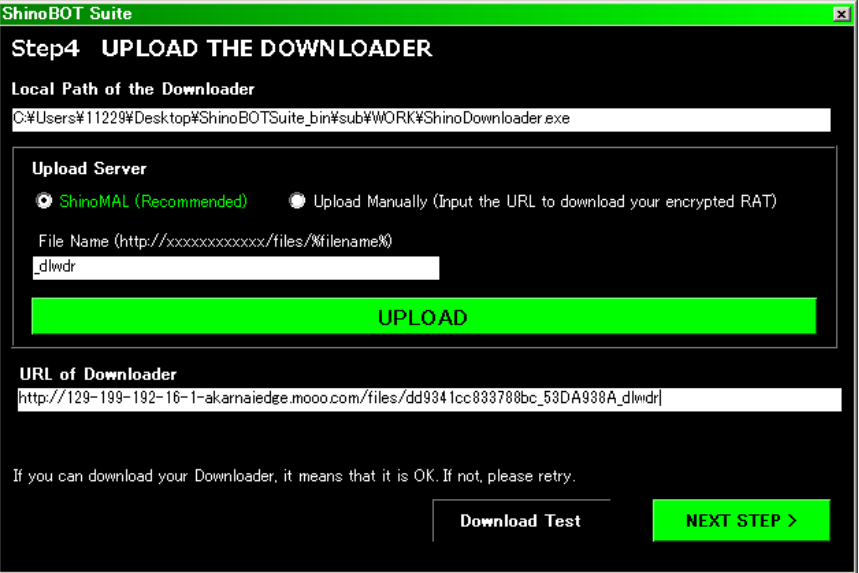 ShinoBOT Suite
Step4 UPLOAD THE DOWNLOADER
Local Path of the Downloader
C:¥Users¥11229¥Desktop¥ShinoBOTSuite_bin¥sub¥WORK¥ShinoDownloader.exe
Upload Server
ShinoMAL (Recommended)
Upload Manually (Input the URL to download your encrypted RAT)
File Name (http://xxxxxxxxxxxx/files/%filename%)
_dlwdr
UPLOAD
URL of Downloader
http://129-199-192-16-1-akarnaiedge.mooo.com/files/dd9341cc833788bc_53DA938A_dlwdr
If you can download your Downloader, it means that it is OK. If not, please retry.
Download Test
NEXT STEP >